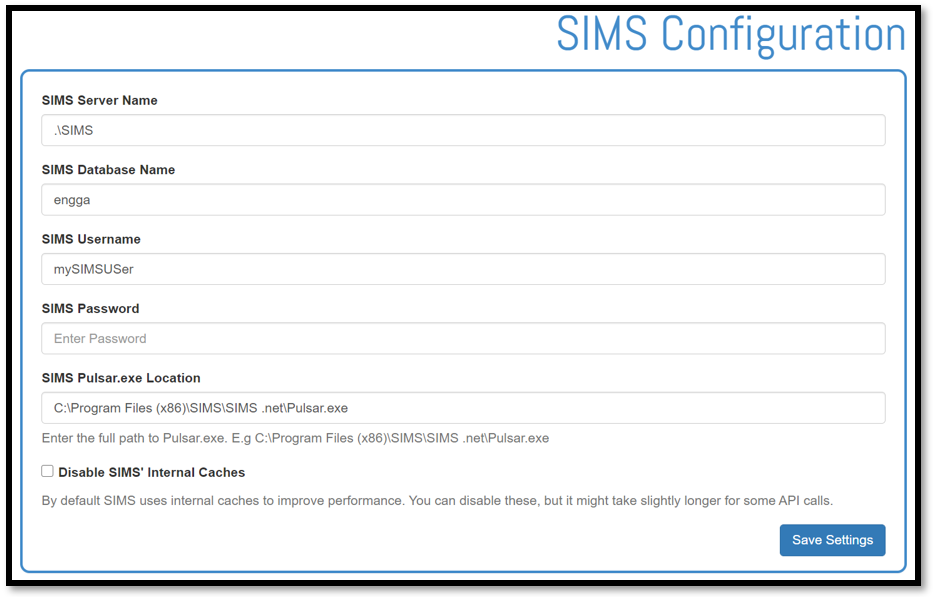 SIMS Configuration
SIMS Server Name
.\SIMS
SIMS Database Name
engga
SIMS Username
mySIMSUSer
SIMS Password
Enter Password
SIMS Pulsar.exe Location
C:\Program Files (x86)\SIMS\SIMS .net\Pulsar.exe
Enter the full path to Pulsar.exe. E.g C:\Program Files (x86)\SIMS\SIMS .net\Pulsar.exe
Disable SIMS' Internal Caches
By default SIMS uses internal caches to improve performance. You can disable these, but it might take slightly longer for some API calls.
Save Settings